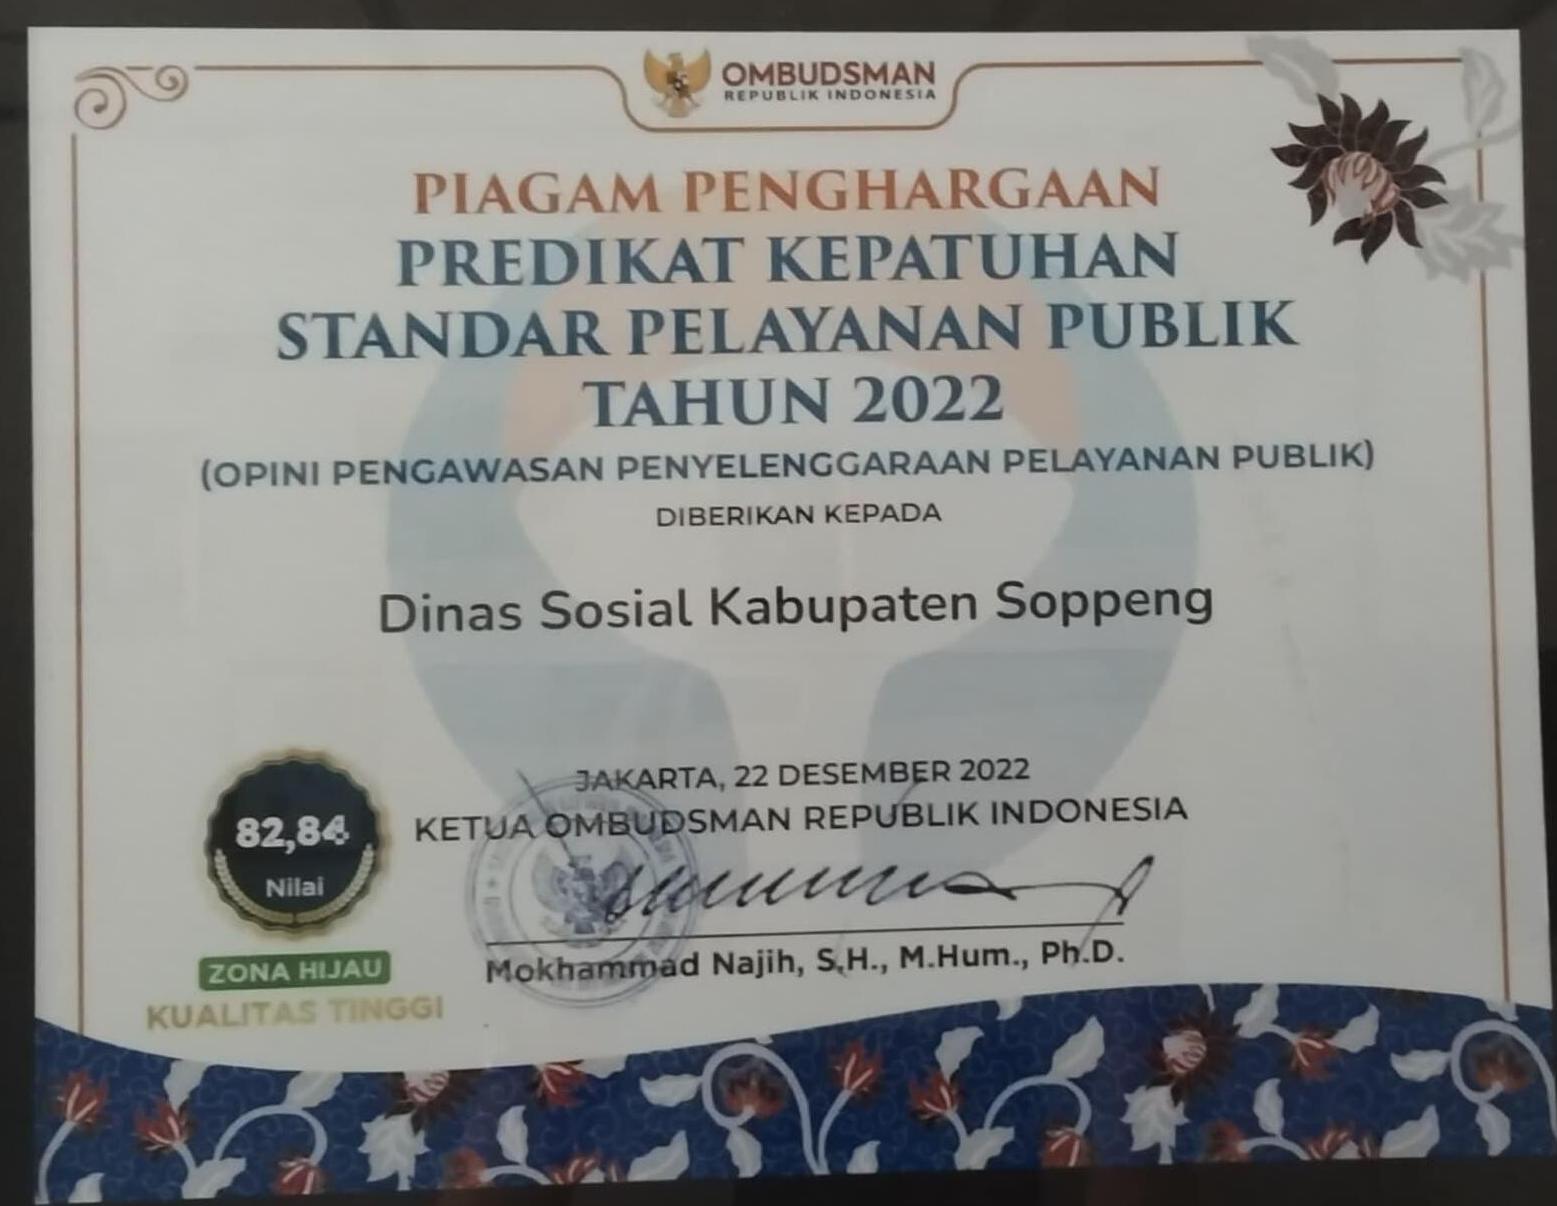 OMBUDSMAN
REPUBLIK INDONESIA
PIAGAM PENGHARGAAN
PREDIKAT KEPATUHAN
STANDAR PELAYANAN PUBLIK
TAHUN 2022
(OPINI PENGAWASAN PENYELENGGARAAN PELAYANAN PUBLIK)
DIBERIKAN KEPADA
Dinas Sosial Kabupaten Soppeng
JAKARTA, 22 DESEMBER 2022
KETUA OMBUDSMAN REPUBLIK INDONESIA
Mokhammad Najih, S.H., M.Hum., Ph.D.
82,84
Nilai
ZONA HIJAU
KUALITAS TINGGI